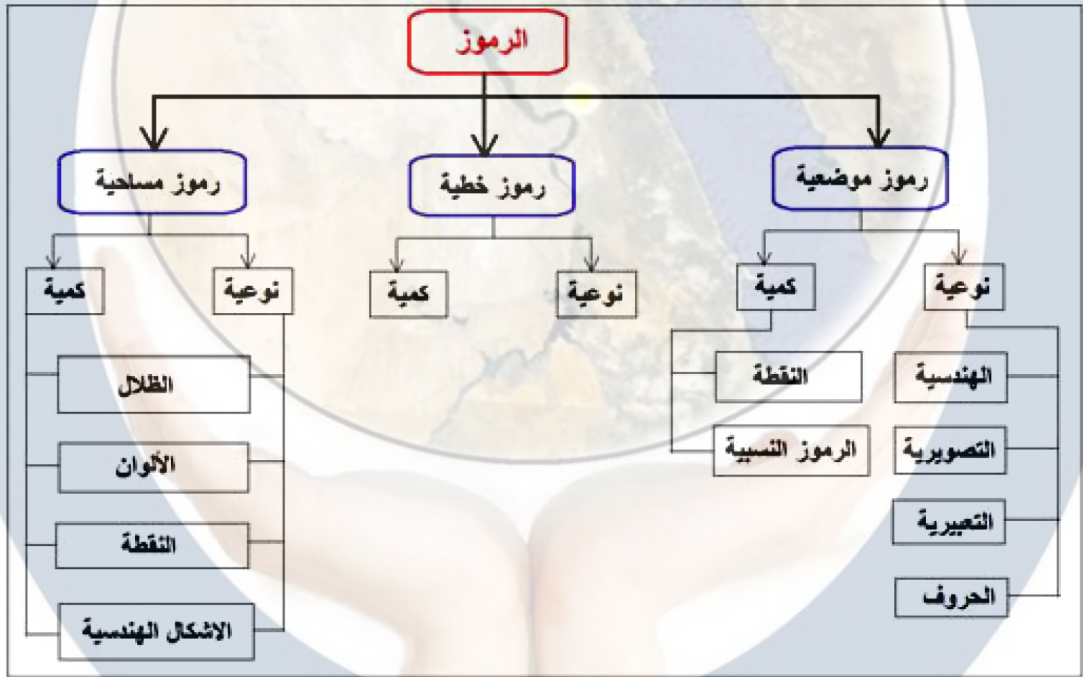 الرموز
رموز موضعية
رموز خطية
رموز مساحية
نوعية
كمية
نوعية
كمية
نوعية
كمية
الهندسية
النقطة
الظلال
التصويرية
الرموز النسبية
الألوان
التعبيرية
النقطة
الحروف
الاشكال الهندسية